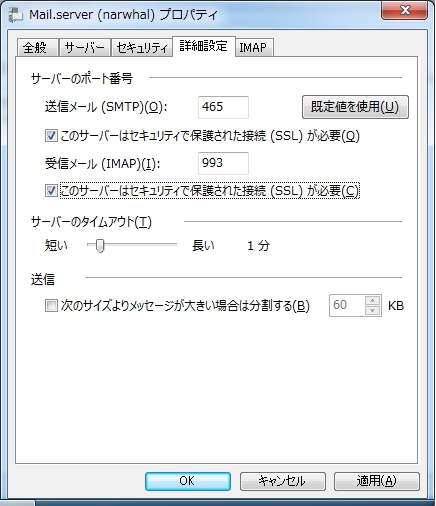 Mail.server (narwhal) プロパティ
全般 サーバー セキュリティ 詳細設定 IMAP
サーバーのポート番号
送信メール (SMTP)(O): 465 既定値を使用(U)
このサーバーはセキュリティで保護された接続 (SSL) が必要(Q)
受信メール (IMAP)(I): 993
このサーバーはセキュリティで保護された接続 (SSL) が必要(C)
サーバーのタイムアウト(T)
短い 長い 1 分
送信
次のサイズよりメッセージが大きい場合は分割する(B) 60 KB
OK キャンセル 適用(A)